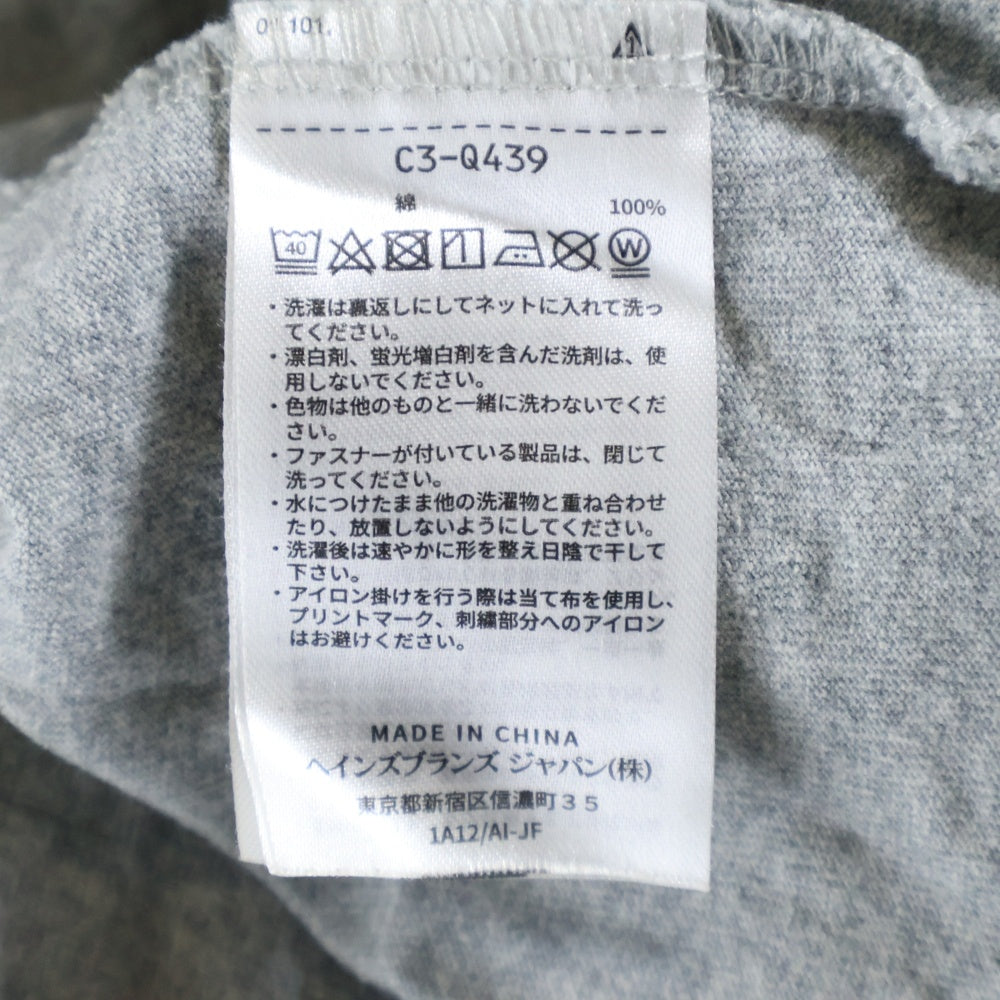 101.
C3-Q439
綿 100%
40 W
・洗濯は裏返しにしてネットに入れて洗っ
てください。
・漂白剤、蛍光増白剤を含んだ洗剤は、使
用しないでください。
・色物は他のものと一緒に洗わないでくだ
さい。
・ファスナーが付いている製品は、閉じて
洗ってください。
・水につけたまま他の洗濯物と重ね合わせ
たり、放置しないようにしてください。
・洗濯後は速やかに形を整え日陰で干して
下さい。
・アイロン掛けを行う際は当て布を使用し、
プリントマーク、刺繍部分へのアイロン
はお避けください。
MADE IN CHINA
ヘインズブランズ ジャパン(株)
東京都新宿区信濃町35
1A12/AI-JF